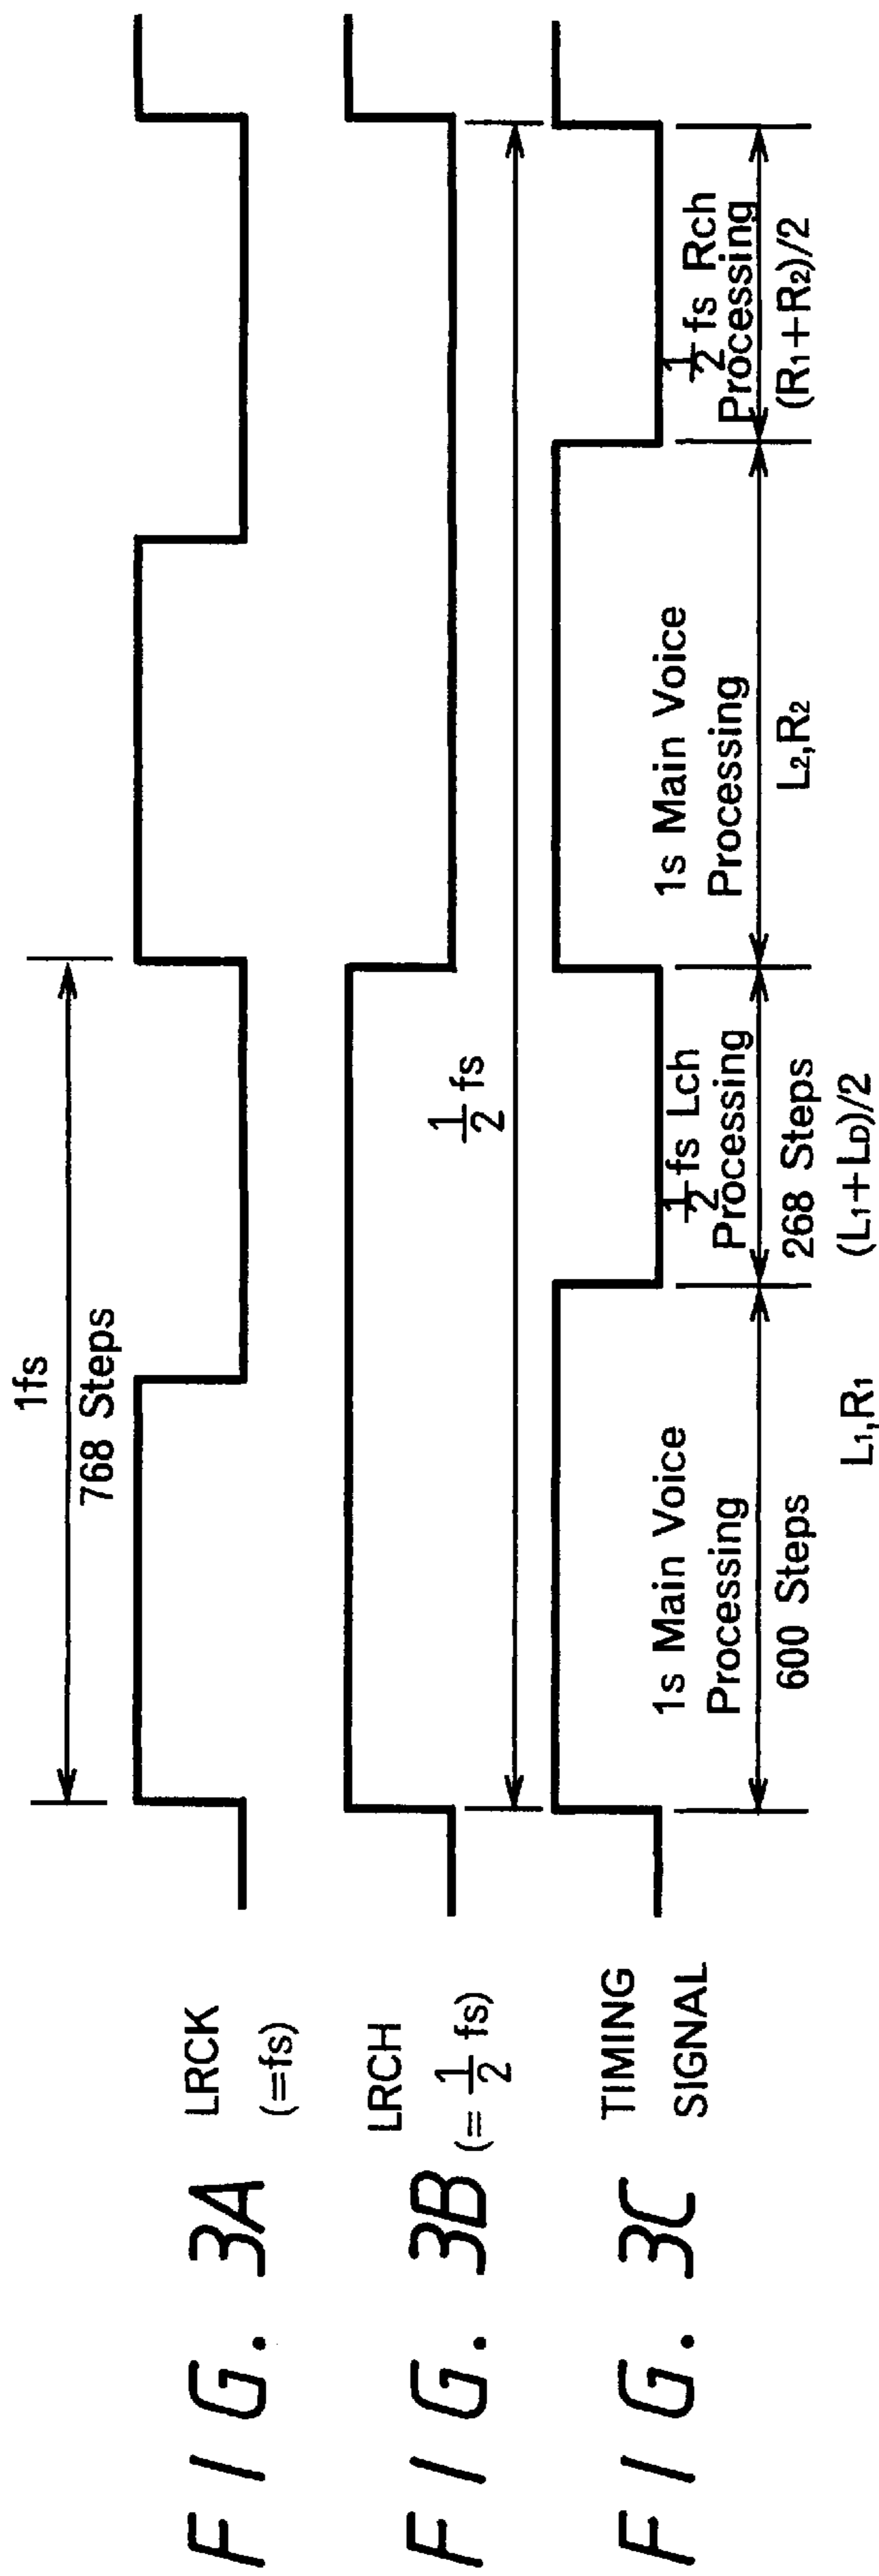 FIG. 3A
LRCK
(=fs)
1fs
768 Steps
FIG. 3B
LRCH
(= 1/2 fs)
1/2 fs
FIG. 3C
TIMING
SIGNAL
1s Main Voice
Processing
600 Steps
L1,R1
1/2 fs Lch
Processing
268 Steps
(L1+LD)/2
1s Main Voice
Processing
L2,R2
1/2 fs Rch
Processing
(R1+R2)/2